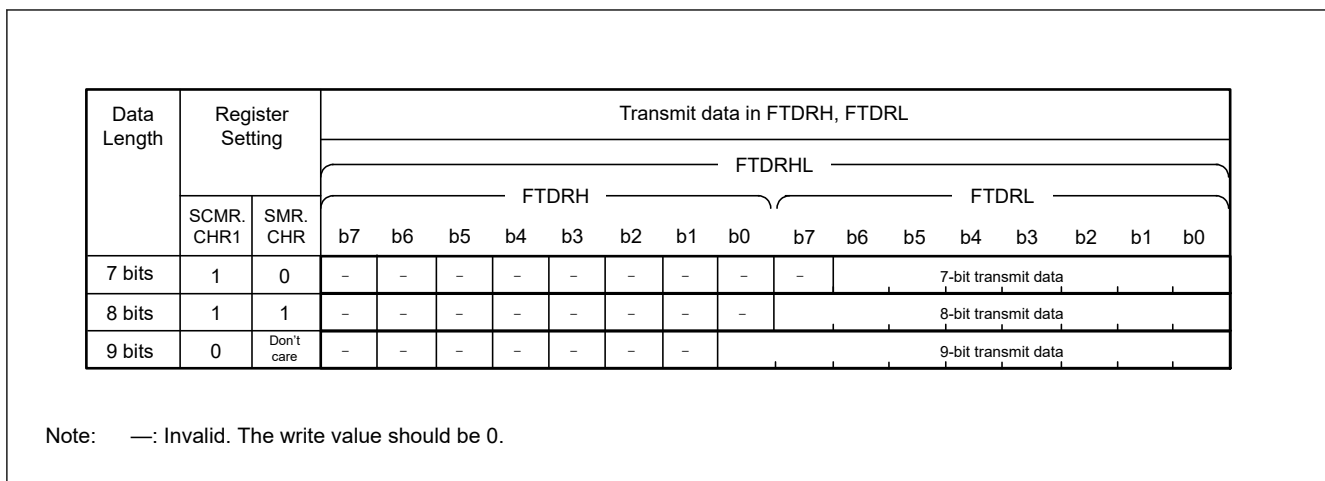 Data Length Register Setting Transmit data in FTDRH, FTDRL
FTDRHL
FTDRH FTDRL
SCMR. CHR1 SMR. CHR b7 b6 b5 b4 b3 b2 b1 b0 b7 b6 b5 b4 b3 b2 b1 b0
7 bits 1 0 – – – – – – – – – 7-bit transmit data
8 bits 1 1 – – – – – – – – 8-bit transmit data
9 bits 0 Don't care – – – – – – – 9-bit transmit data
Note: —: Invalid. The write value should be 0.